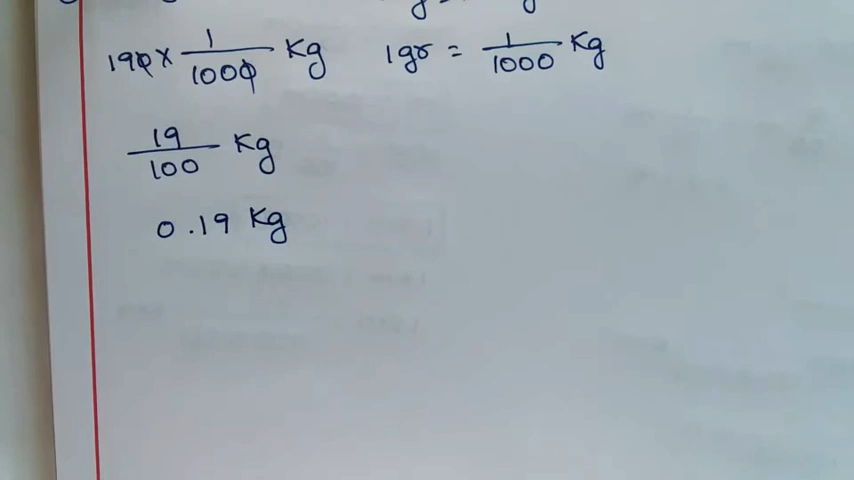 190 x 1/1000 Kg 1gr = 1/1000 Kg
19/100 Kg
0.19 Kg